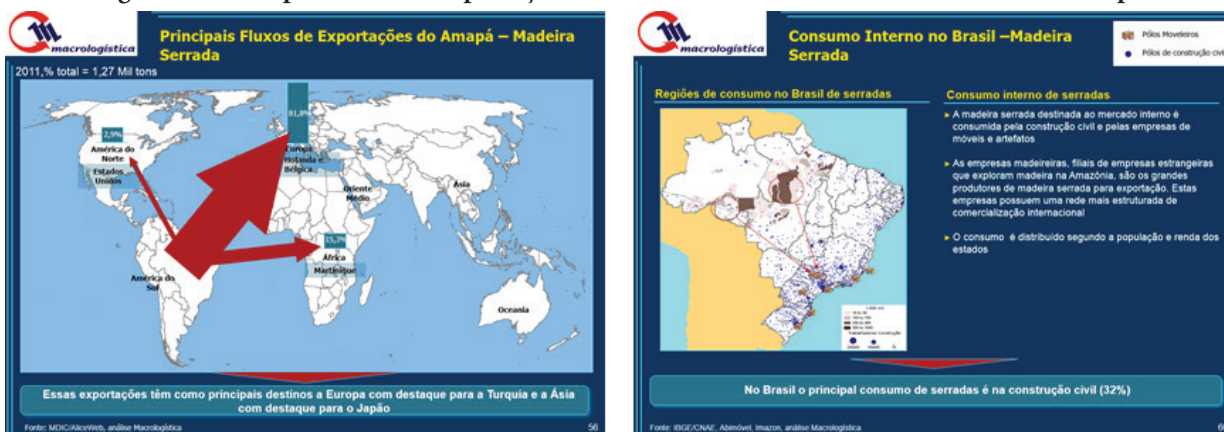 macrologística
Principais Fluxos de Exportações do Amapá – Madeira
Serrada
2011,% total = 1,27 Mil tons
2,9%
América do
Norte
Estados
Unidos
81,8%
Europa
Holanda e
Bélgica
Oriente
Médio
Ásia
15,3%
África
Martinique
América do
Sul
Oceania
Essas exportações têm como principais destinos a Europa com destaque para a Turquia e a Ásia
com destaque para o Japão
Fonte: MDIC/AliceWeb, análise Macrologística
56
macrologística
Consumo Interno no Brasil –Madeira
Serrada
Pólos Moveleiros
Pólos de construção civil
Regiões de consumo no Brasil de serradas
Consumo interno de serradas
A madeira serrada destinada ao mercado interno é
consumida pela construção civil e pelas empresas de
móveis e artefatos
As empresas madeireiras, filiais de empresas estrangeiras
que exploram madeira na Amazônia, são os grandes
produtores de madeira serrada para exportação. Estas
empresas possuem uma rede mais estruturada de
comercialização internacional
O consumo é distribuído segundo a população e renda dos
estados
No Brasil o principal consumo de serradas é na construção civil (32%)
Fonte: IBGE/CNAE, Abimóvel, Imazon, análise Macrologística